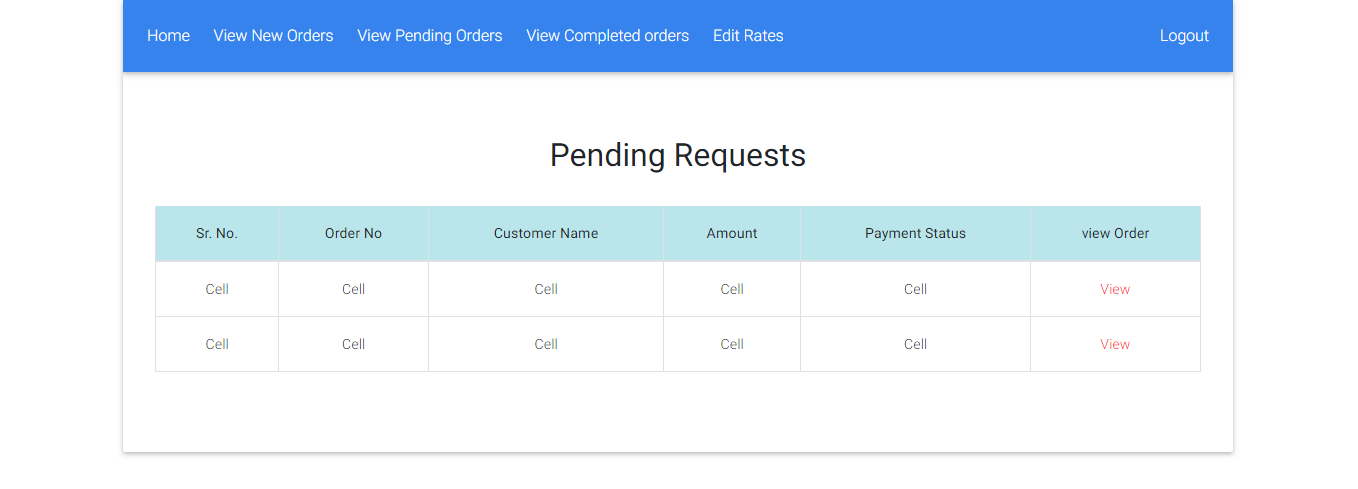 Home View New Orders View Pending Orders View Completed orders Edit Rates Logout
Pending Requests
Sr. No. Order No Customer Name Amount Payment Status view Order
Cell Cell Cell Cell Cell View
Cell Cell Cell Cell Cell View